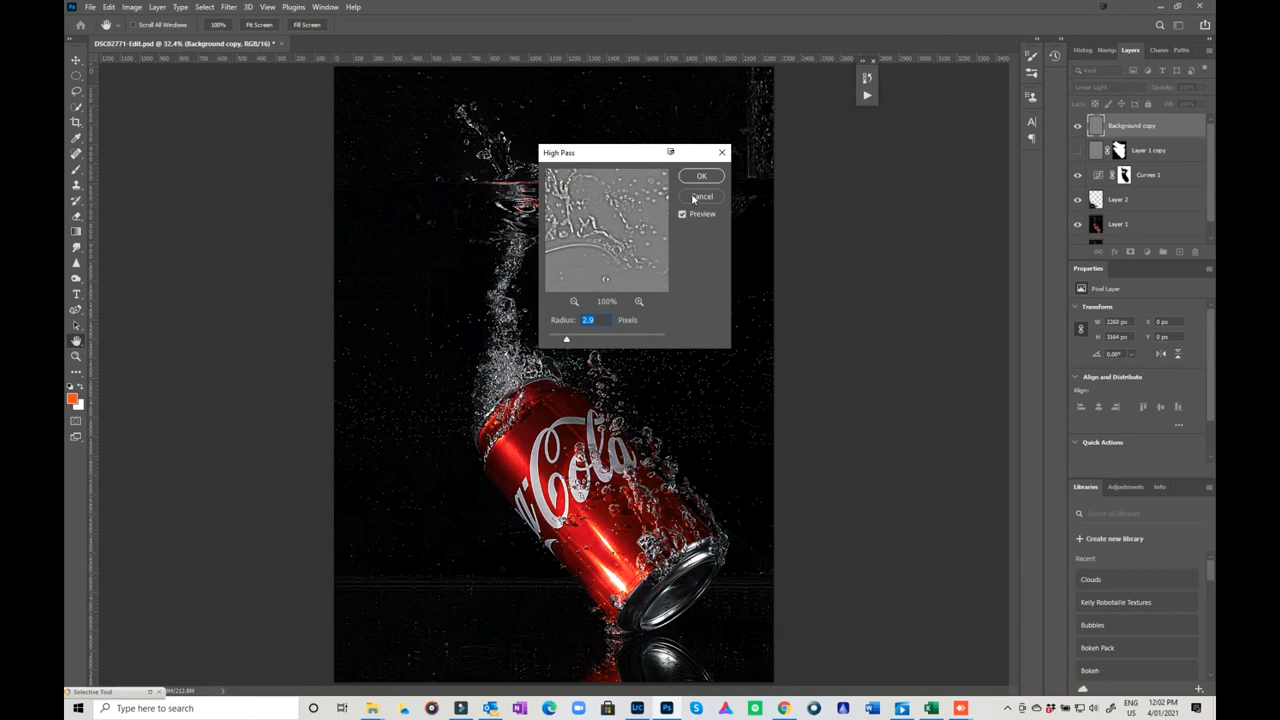 Ps File Edit Image Layer Type Select Filter 3D View Plugins Window Help
Scroll All Windows 100% Fit Screen Fill Screen
DSC02771-Edit.psd @ 32.4% (Background copy, RGB/16) *
Histog Naviga Layers Chann Paths
Kind
Linear Light Opacity: 100%
Lock: Fill: 100%
Background copy
Layer 1 copy
Curves 1
Layer 2
Layer 1
High Pass
OK
Cancel
Preview
100%
Radius: 2.9 Pixels
Properties
Pixel Layer
Transform
W 2260 px X 0 px
H 3164 px Y 0 px
0.00°
Align and Distribute
Align:
Quick Actions
Libraries Adjustments Info
Search all libraries
Create new library
Recent
Clouds
Kelly Robotaille Textures
Bubbles
Bokeh Pack
Bokeh
Cola
Selective Tool
9M/212.8M
Type here to search
Lrc Ps
ENG
US
12:02 PM
4/01/2021